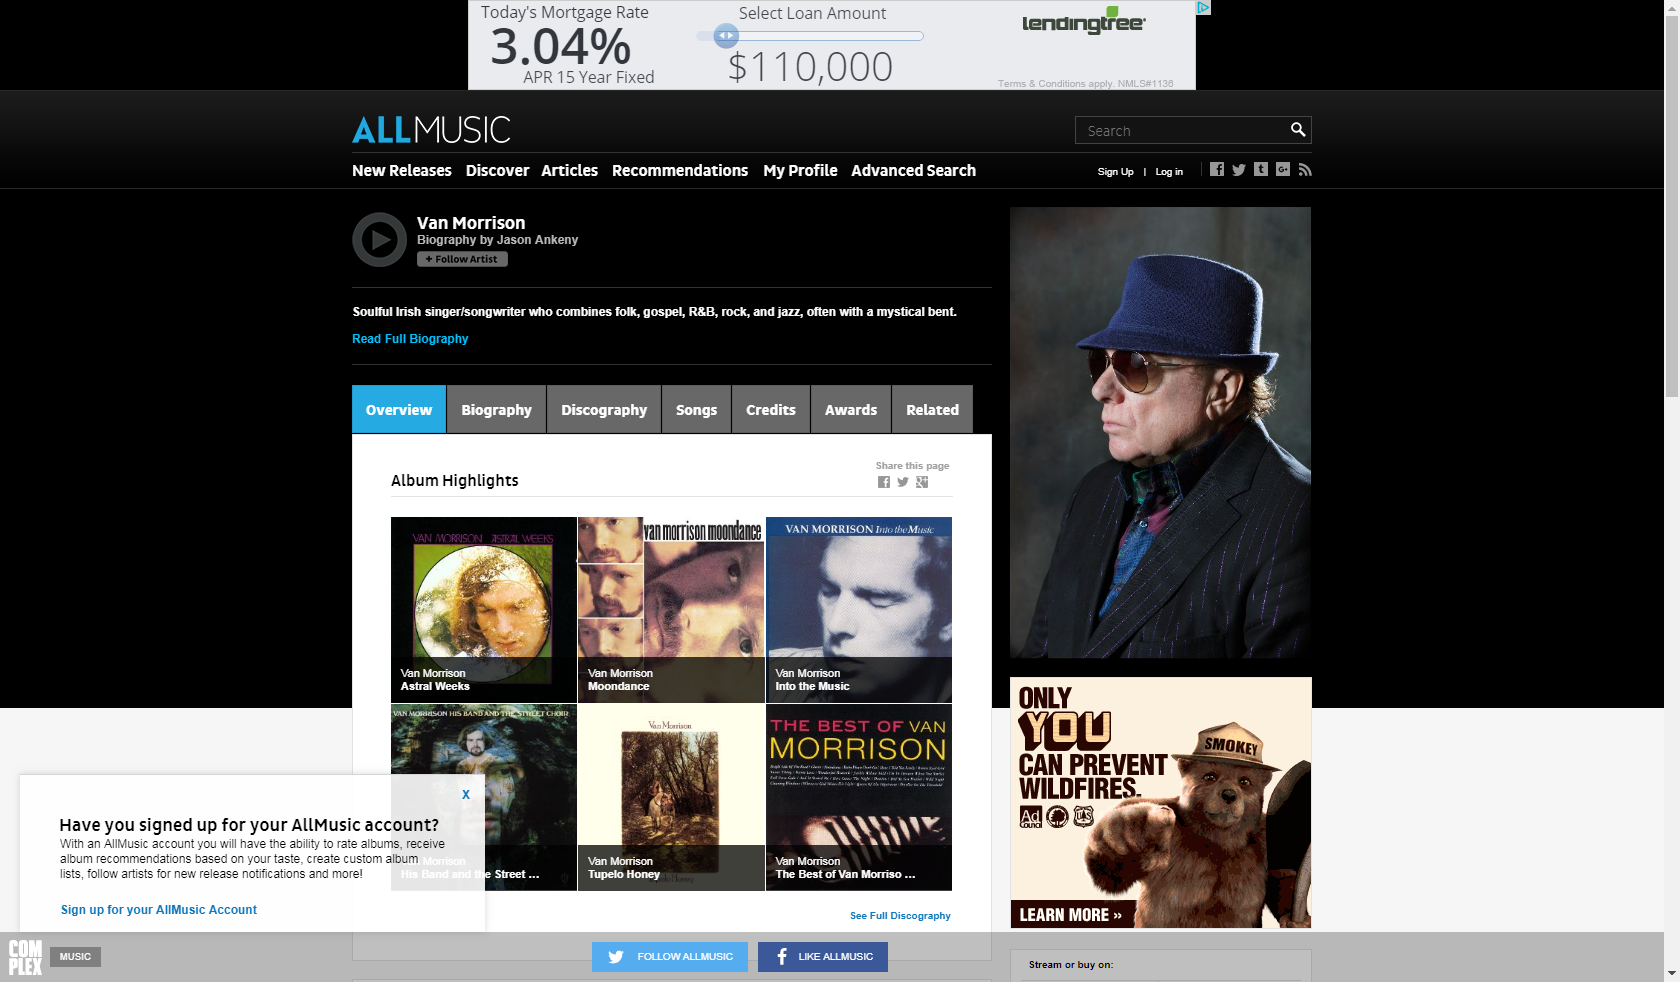 Today's Mortgage Rate
3.04%
APR 15 Year Fixed
Select Loan Amount
$110,000
lendingtree
Terms & Conditions apply. NMLS#1136
ALLMUSIC
Search
New Releases Discover Articles Recommendations My Profile Advanced Search
Sign Up | Log in
Van Morrison
Biography by Jason Ankeny
+ Follow Artist
Soulful Irish singer/songwriter who combines folk, gospel, R&B, rock, and jazz, often with a mystical bent.
Read Full Biography
Overview Biography Discography Songs Credits Awards Related
Share this page
Album Highlights
VAN MORRISON ASTRAL WEEKS
Van Morrison
Astral Weeks
van morrison moondance
Van Morrison
Moondance
VAN MORRISON Into the Music
Van Morrison
Into the Music
VAN MORRISON HIS BAND AND THE STREET CHOIR
Morrison
His Band and the Street ...
Van Morrison
Van Morrison
Tupelo Honey
Tupelo Honey
THE BEST OF VAN
MORRISON
Van Morrison
The Best of Van Morriso ...
See Full Discography
X
Have you signed up for your AllMusic account?
With an AllMusic account you will have the ability to rate albums, receive
album recommendations based on your taste, create custom album
lists, follow artists for new release notifications and more!
Sign up for your AllMusic Account
ONLY
YOU
CAN PREVENT
WILDFIRES.
SMOKEY
Ad
Council
LEARN MORE »
COM
PLEX
MUSIC
FOLLOW ALLMUSIC
LIKE ALLMUSIC
Stream or buy on: